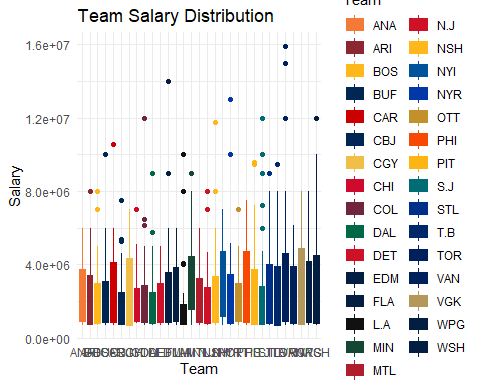 Team Salary Distribution
Team
1.6e+07
1.2e+07
8.0e+06
4.0e+06
0.0e+00
Salary
Team
ANA
ARI
BOS
BUF
CAR
CBJ
CGY
CHI
COL
DAL
DET
EDM
FLA
L.A
MIN
MTL
N.J
NSH
NYI
NYR
OTT
PHI
PIT
S.J
STL
T.B
TOR
VAN
VGK
WPG
WSH